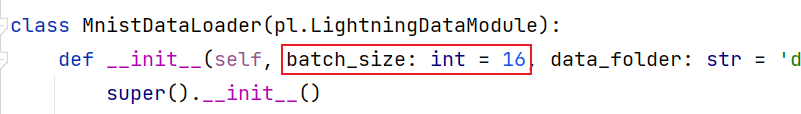 class MnistDataLoader(pl.LightningDataModule):
def __init__(self, batch_size: int = 16, data_folder: str = 'd
super().__init__()